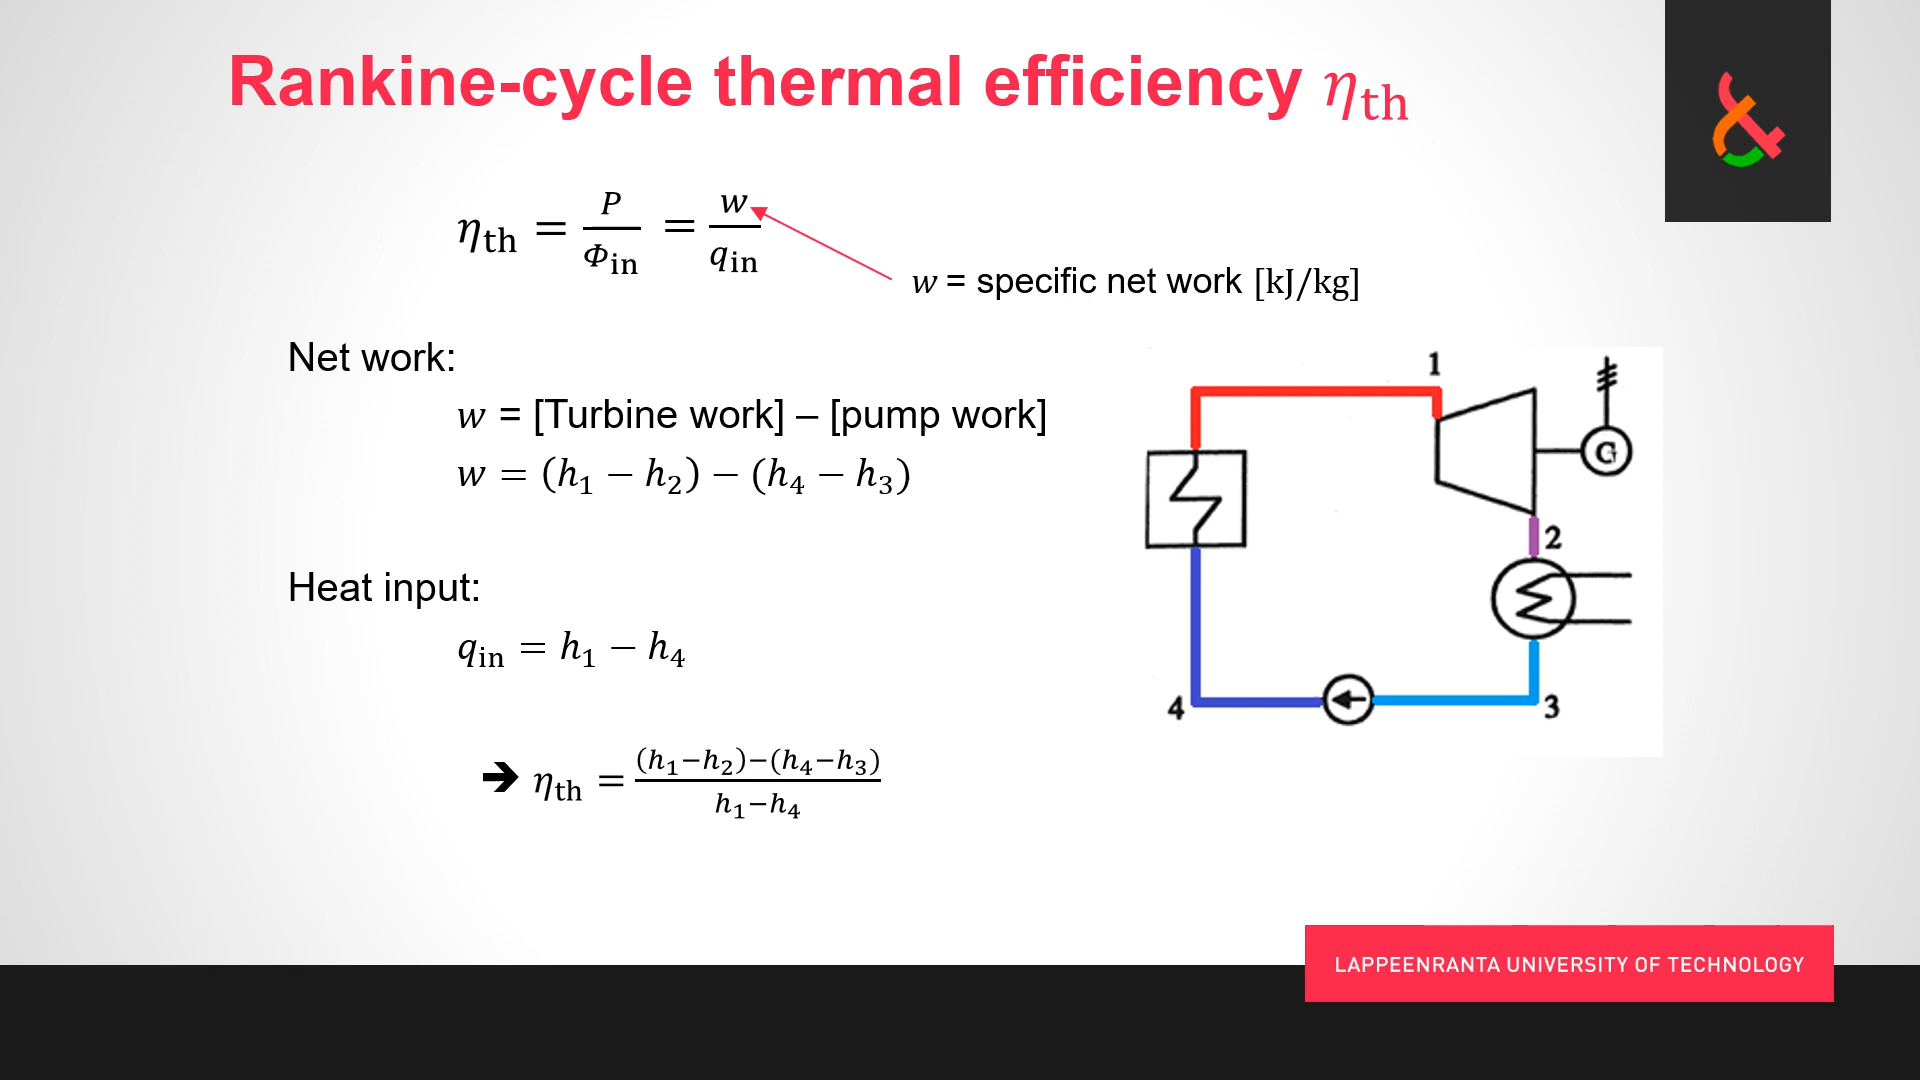 Rankine-cycle thermal efficiency η_th
η_th = P/Φ_in = w/q_in
w = specific net work [kJ/kg]
Net work:
w = [Turbine work] – [pump work]
w = (h₁ − h₂) − (h₄ − h₃)
Heat input:
q_in = h₁ − h₄
➔ η_th = ((h₁−h₂)−(h₄−h₃))/(h₁−h₄)
1
G
2
4
3
LAPPEENRANTA UNIVERSITY OF TECHNOLOGY